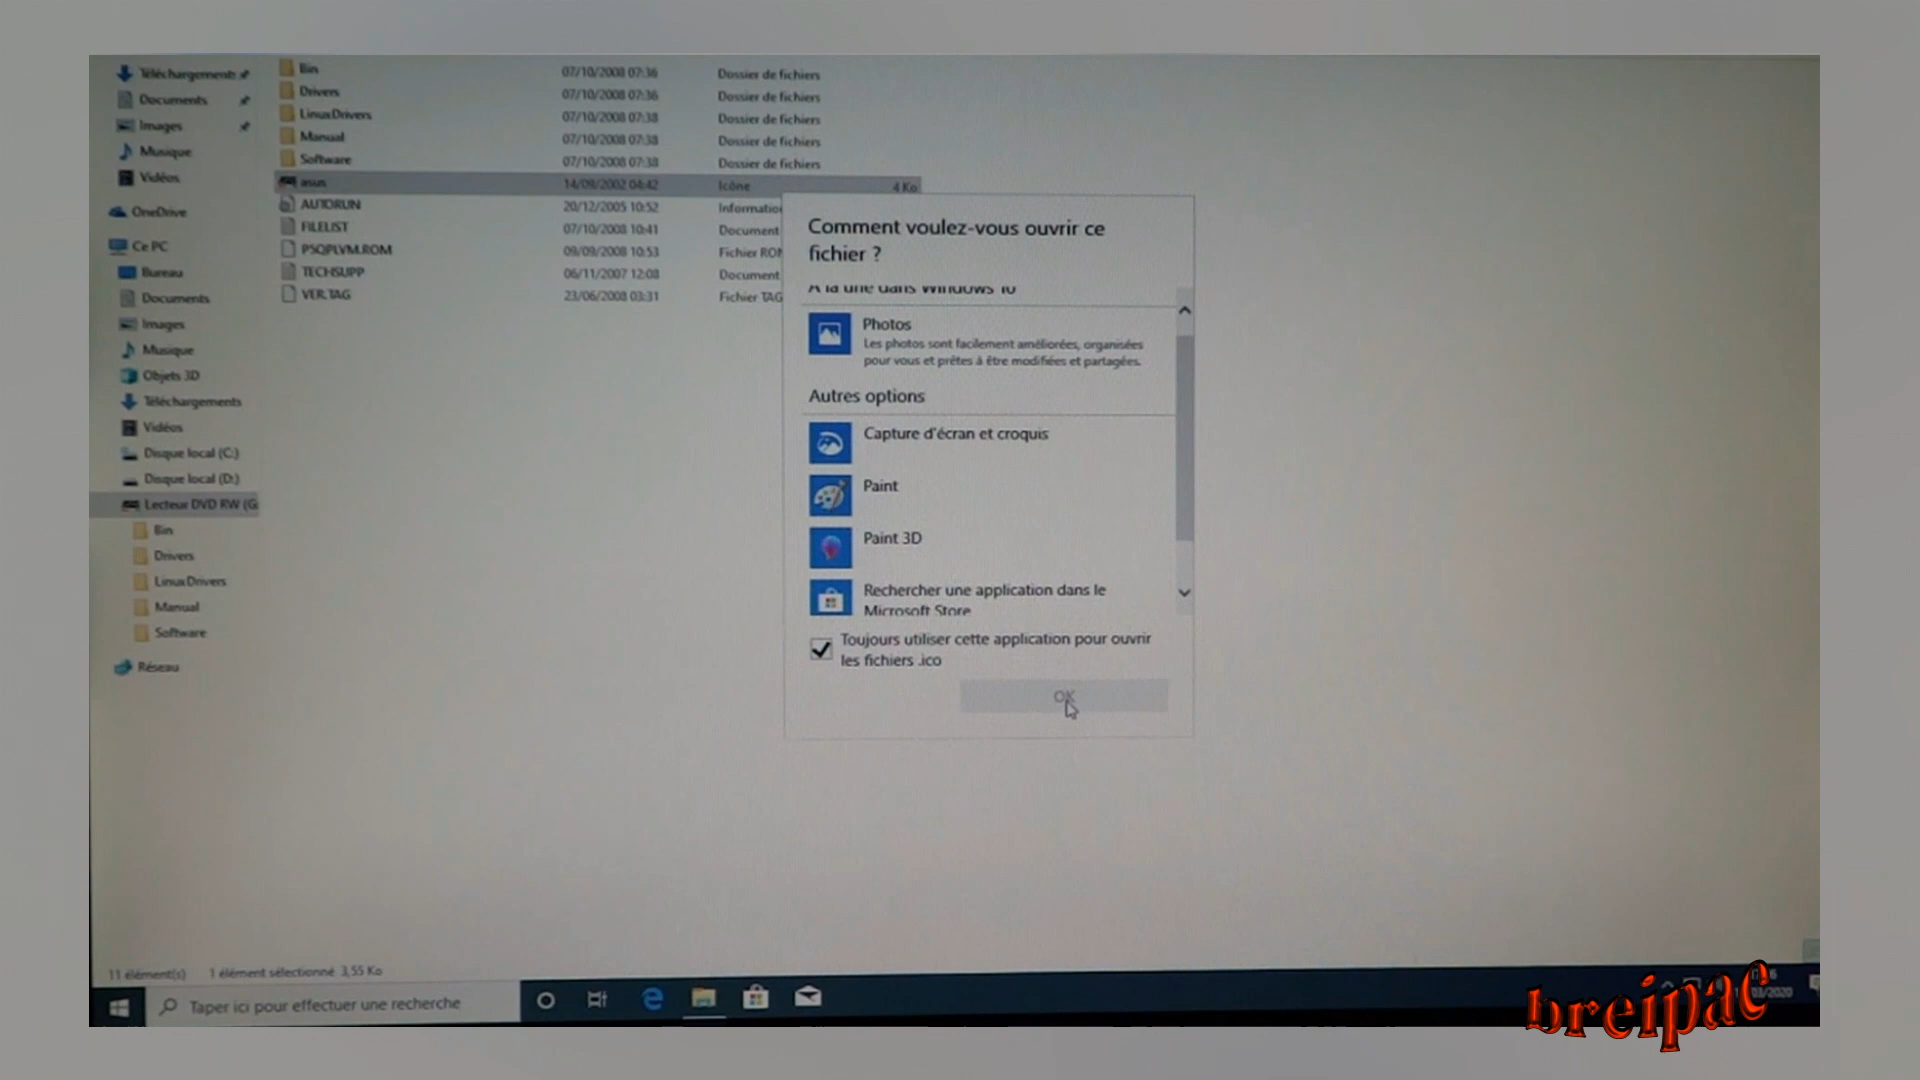 Téléchargements
Documents
Images
Musique
Vidéos
OneDrive
Ce PC
Bureau
Documents
Images
Musique
Objets 3D
Téléchargements
Vidéos
Disque local (C:)
Disque local (D:)
Lecteur DVD RW (G
Bin
Drivers
LinuxDrivers
Manual
Software
Réseau
Bin 07/10/2008 07:36 Dossier de fichiers
Drivers 07/10/2008 07:36 Dossier de fichiers
LinuxDrivers 07/10/2008 07:38 Dossier de fichiers
Manual 07/10/2008 07:38 Dossier de fichiers
Software 07/10/2008 07:38 Dossier de fichiers
asus 14/09/2002 04:42 Icône 4 Ko
AUTORUN 20/12/2005 10:52 Information
FILELIST 07/10/2008 10:41 Document
P5QPLVM.ROM 09/09/2008 10:53 Fichier ROM
TECHSUPP 06/11/2007 12:08 Document
VER.TAG 23/06/2008 03:31 Fichier TAG
Comment voulez-vous ouvrir ce
fichier ?
À la une dans Windows 10
Photos
Les photos sont facilement améliorées, organisées
pour vous et prêtes à être modifiées et partagées.
Autres options
Capture d'écran et croquis
Paint
Paint 3D
Rechercher une application dans le
Microsoft Store
Toujours utiliser cette application pour ouvrir
les fichiers .ico
OK
11 élément(s) 1 élément sélectionné 3,55 Ko
Taper ici pour effectuer une recherche
03/2020
breipac